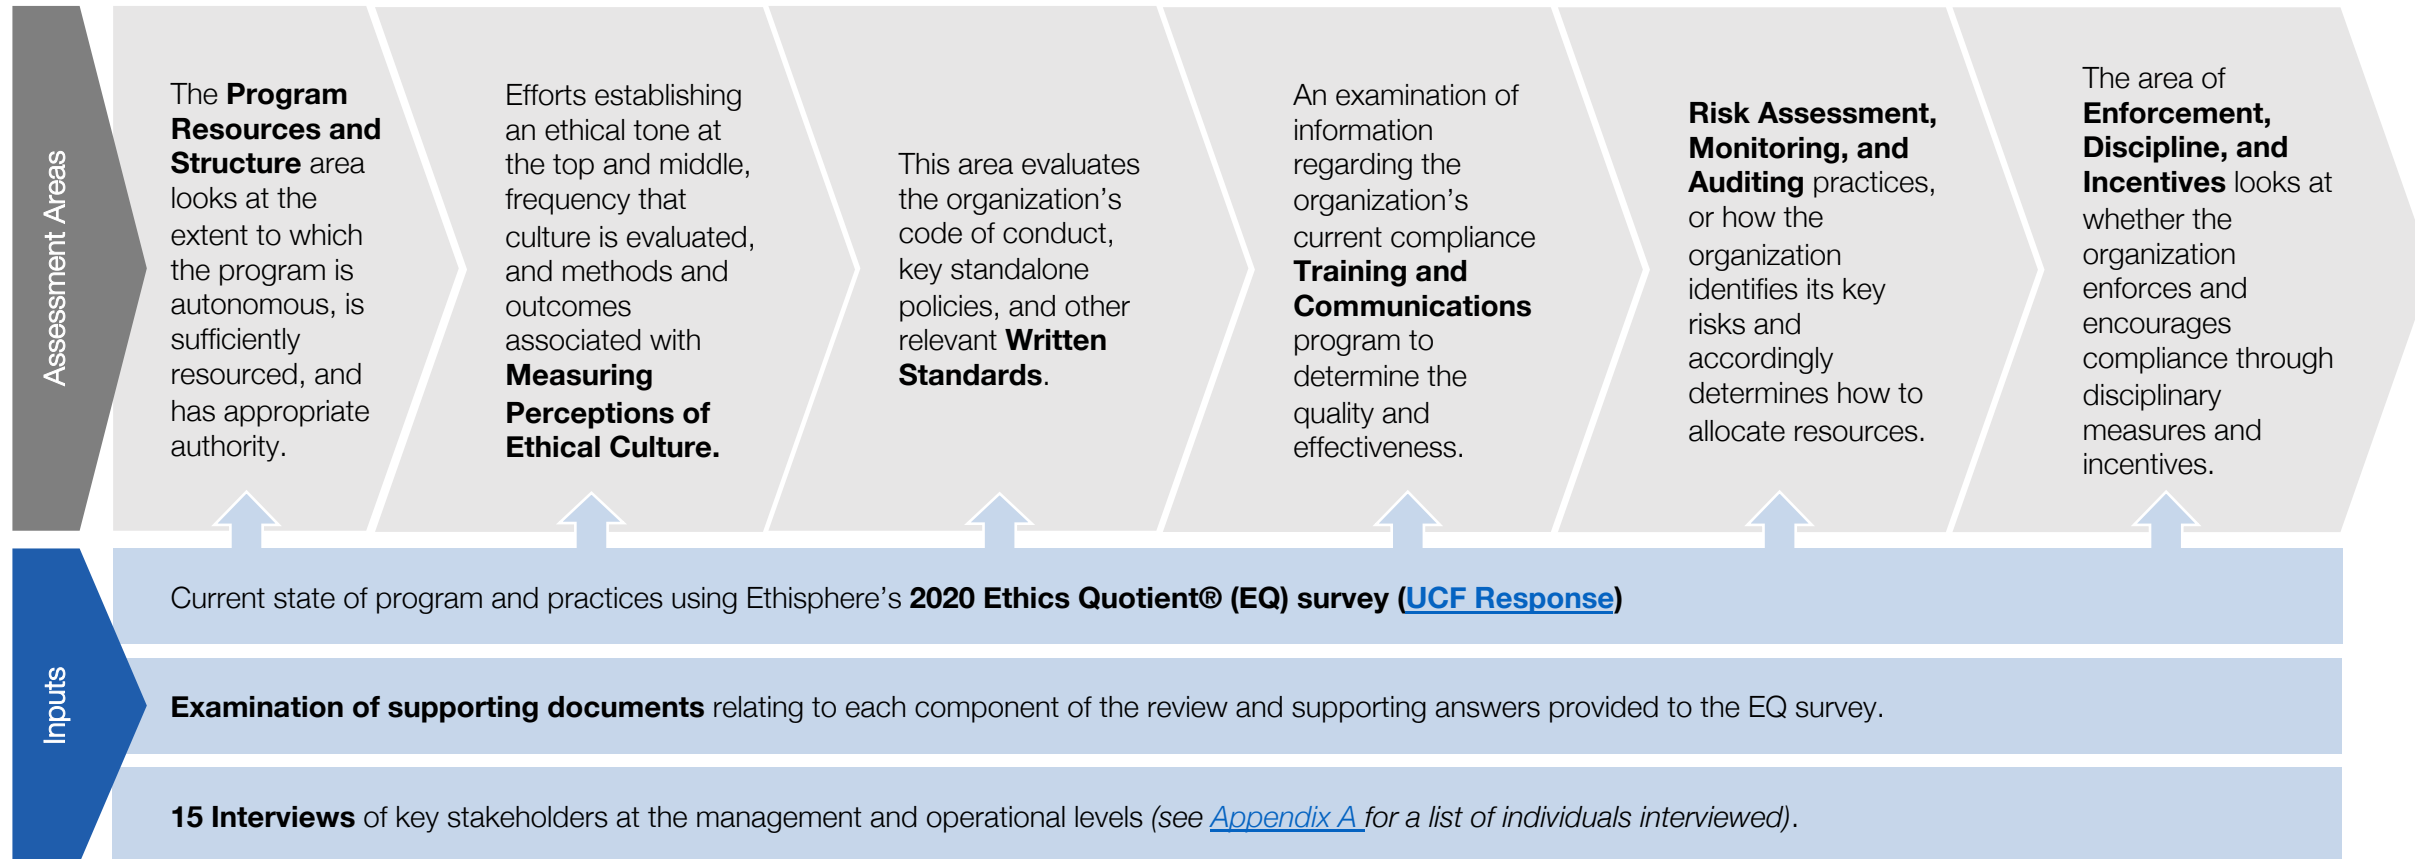 Assessment Areas
The Program
Resources and
Structure area
looks at the
extent to which
the program is
autonomous, is
sufficiently
resourced, and
has appropriate
authority.
Efforts establishing
an ethical tone at
the top and middle,
frequency that
culture is evaluated,
and methods and
outcomes
associated with
Measuring
Perceptions of
Ethical Culture.
This area evaluates
the organization’s
code of conduct,
key standalone
policies, and other
relevant Written
Standards.
An examination of
information
regarding the
organization’s
current compliance
Training and
Communications
program to
determine the
quality and
effectiveness.
Risk Assessment,
Monitoring, and
Auditing practices,
or how the
organization
identifies its key
risks and
accordingly
determines how to
allocate resources.
The area of
Enforcement,
Discipline, and
Incentives looks at
whether the
organization
enforces and
encourages
compliance through
disciplinary
measures and
incentives.
Inputs
Current state of program and practices using Ethisphere’s 2020 Ethics Quotient® (EQ) survey (UCF Response)
Examination of supporting documents relating to each component of the review and supporting answers provided to the EQ survey.
15 Interviews of key stakeholders at the management and operational levels (see Appendix A for a list of individuals interviewed).